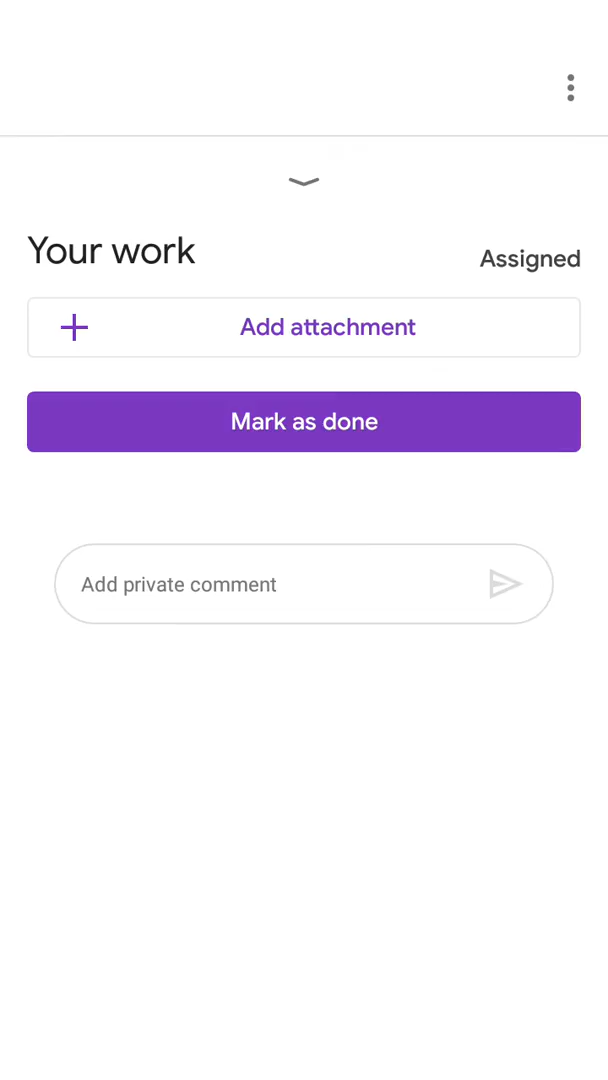 Your work
Assigned
Add attachment
Mark as done
Add private comment